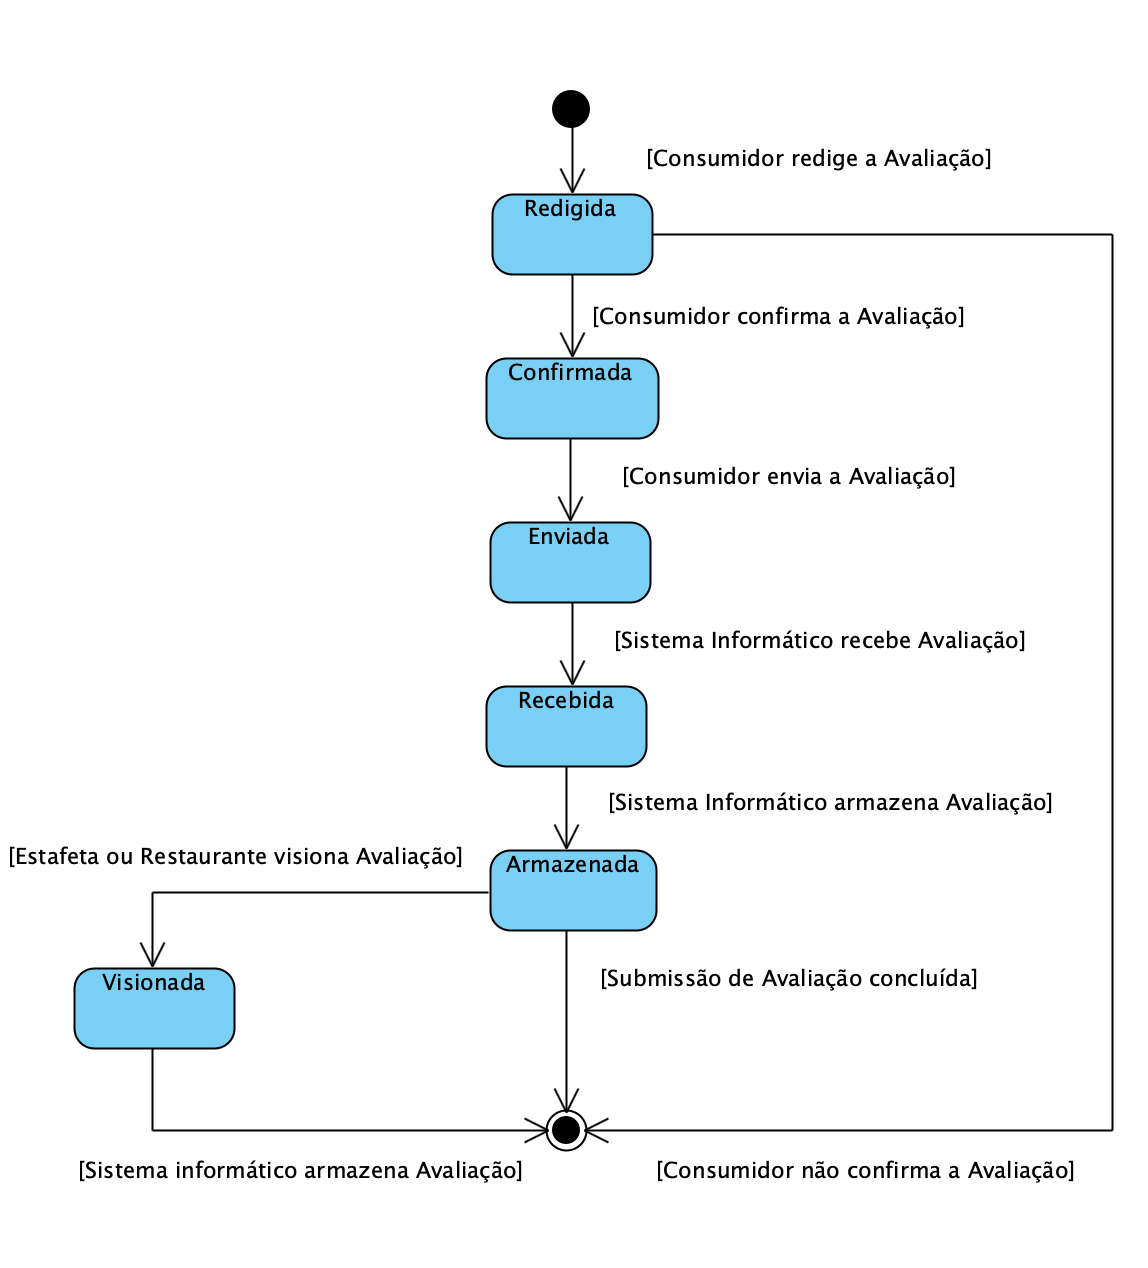 [Consumidor redige a Avaliação]
Redigida
[Consumidor confirma a Avaliação]
Confirmada
[Consumidor envia a Avaliação]
Enviada
[Sistema Informático recebe Avaliação]
Recebida
[Sistema Informático armazena Avaliação]
[Estafeta ou Restaurante visiona Avaliação]
Armazenada
Visionada
[Submissão de Avaliação concluída]
[Sistema informático armazena Avaliação]
[Consumidor não confirma a Avaliação]